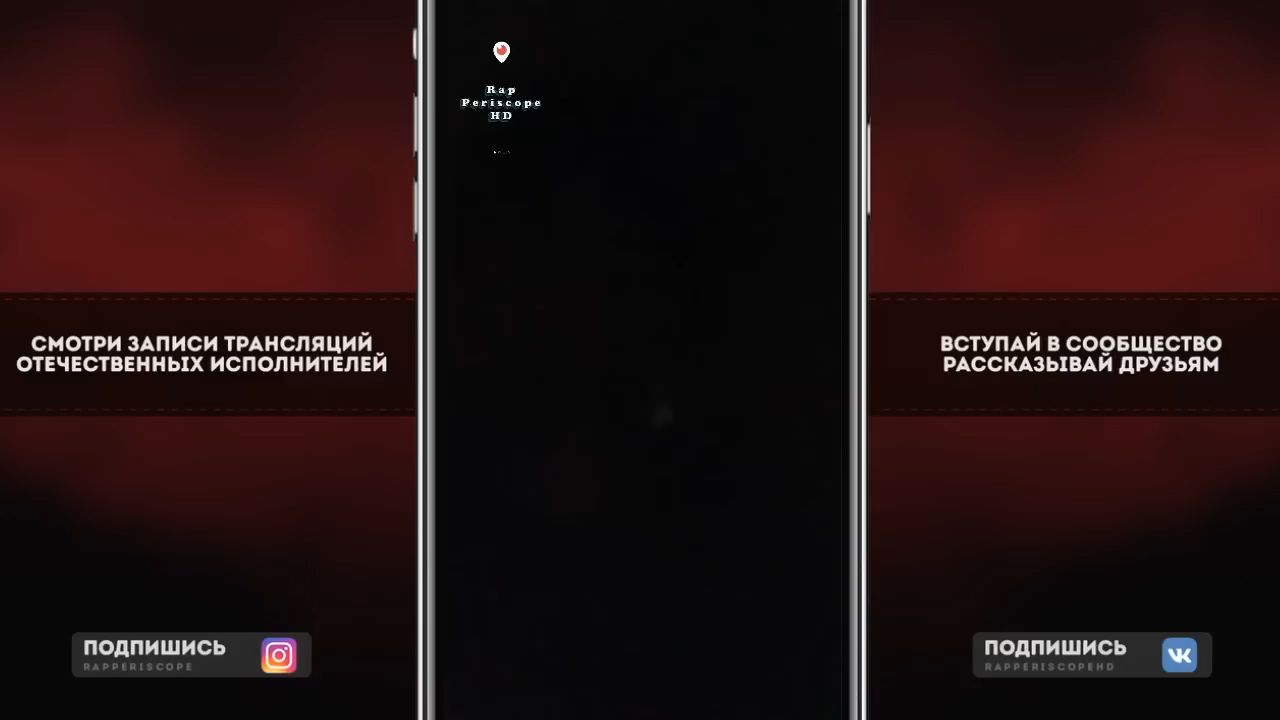 Rap
Periscope
HD
СМОТРИ ЗАПИСИ ТРАНСЛЯЦИЙ
ОТЕЧЕСТВЕННЫХ ИСПОЛНИТЕЛЕЙ
ВСТУПАЙ В СООБЩЕСТВО
РАССКАЗЫВАЙ ДРУЗЬЯМ
ПОДПИШИСЬ
RAPPERISCOPE
ПОДПИШИСЬ
RAPPERISCOPEHD